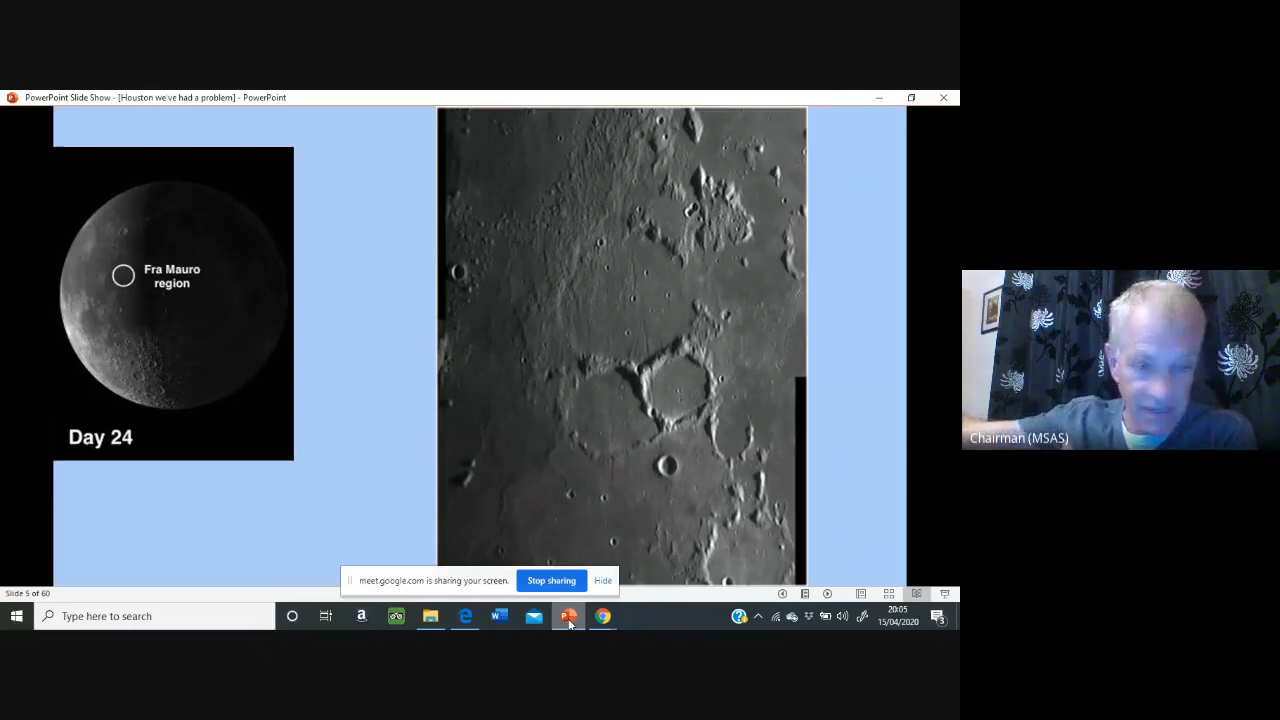 PowerPoint Slide Show - [Houston we've had a problem] - PowerPoint
Fra Mauro
region
Day 24
Chairman (MSAS)
meet.google.com is sharing your screen.
Stop sharing
Hide
Slide 5 of 60
Type here to search
20:05
15/04/2020
3